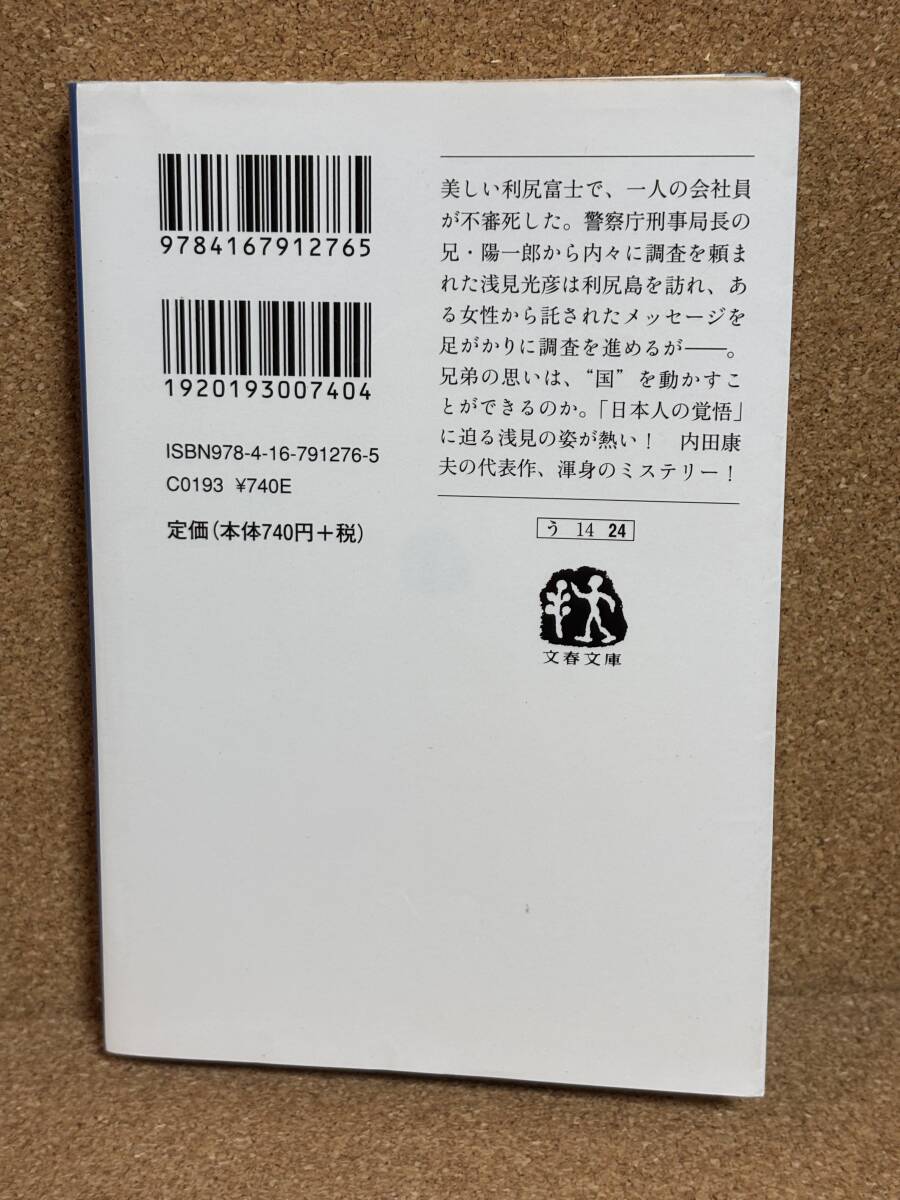 9784167912765
1920193007404
ISBN978-4-16-791276-5
C0193 ¥740E
定価(本体740円+税)
美しい利尻富士で、一人の会社員
が不審死した。警察庁刑事局長の
兄・陽一郎から内々に調査を頼ま
れた浅見光彦は利尻島を訪れ、あ
る女性から託されたメッセージを
足がかりに調査を進めるが──。
兄弟の思いは、“国”を動かすこ
とができるのか。「日本人の覚悟」
に迫る浅見の姿が熱い! 内田康
夫の代表作、渾身のミステリー!
う 14 24
文春文庫